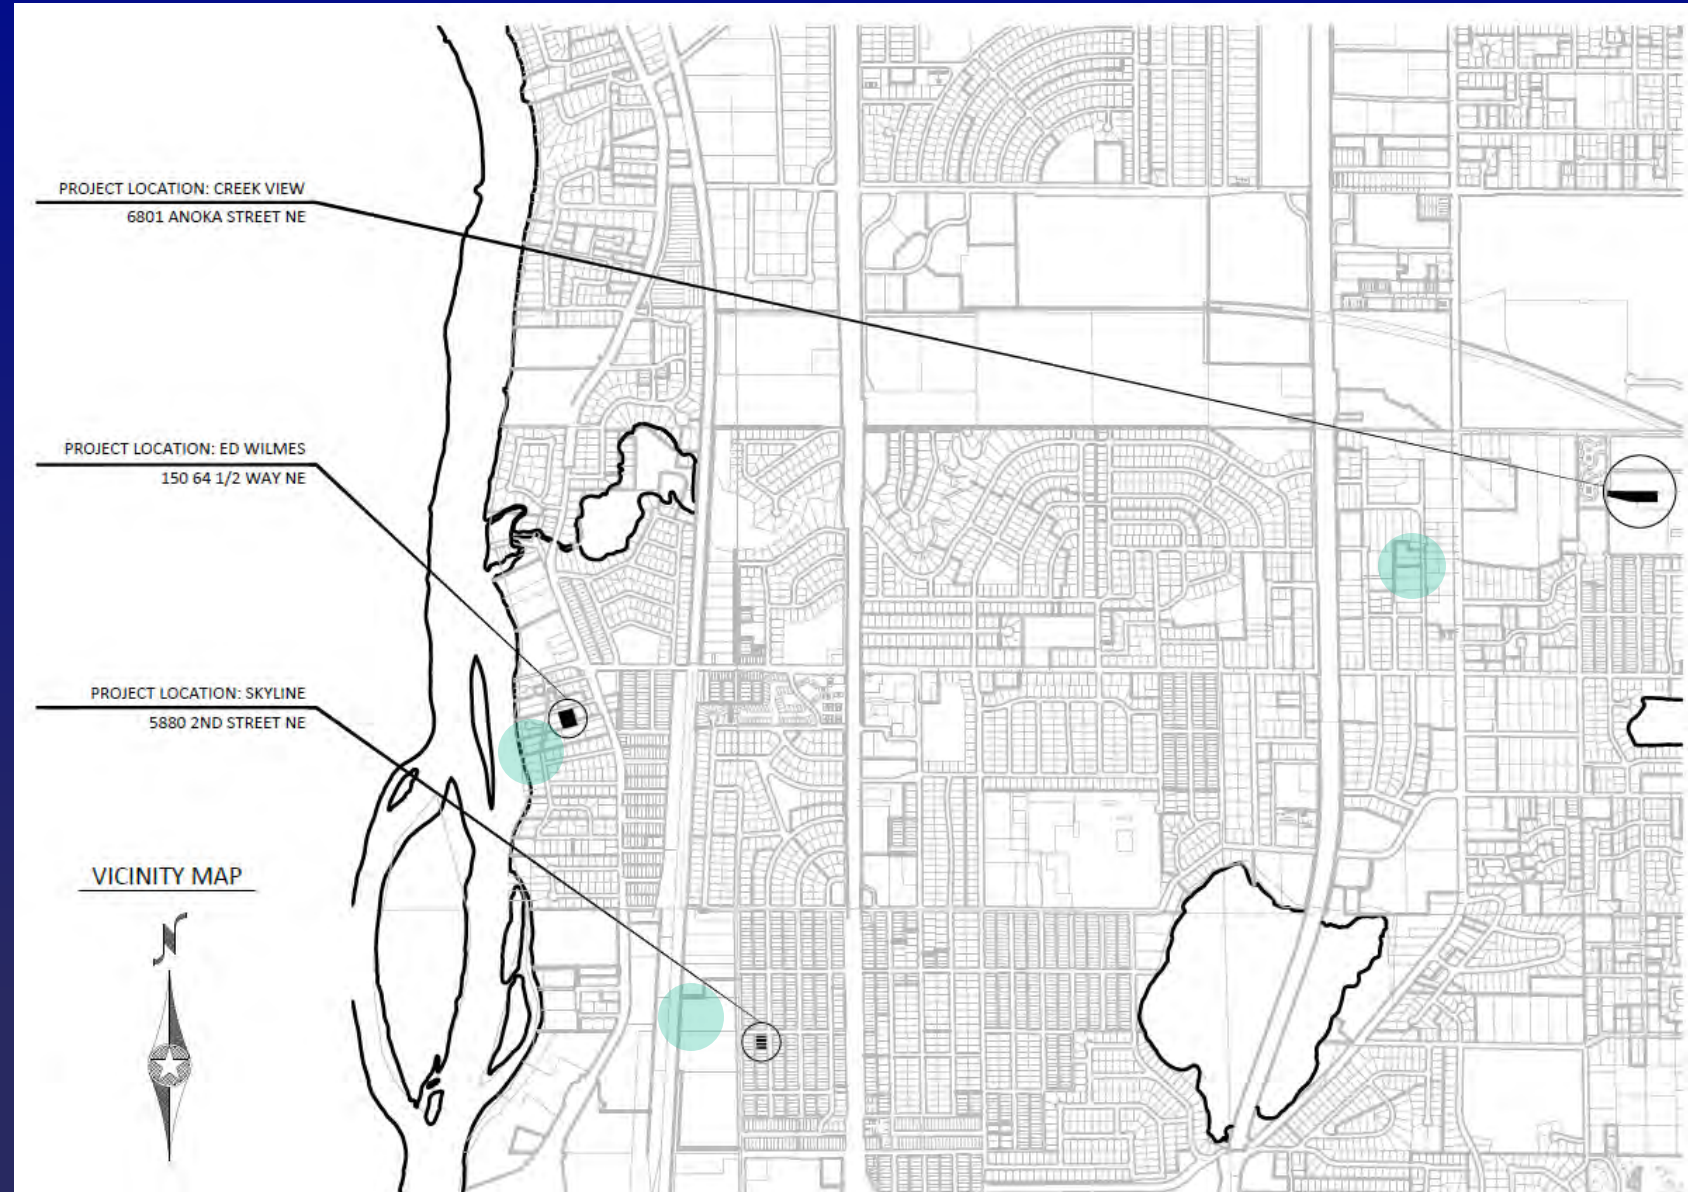 PROJECT LOCATION: CREEK VIEW
6801 ANOKA STREET NE
PROJECT LOCATION: ED WILMES
150 64 1/2 WAY NE
PROJECT LOCATION: SKYLINE
5880 2ND STREET NE
VICINITY MAP
N